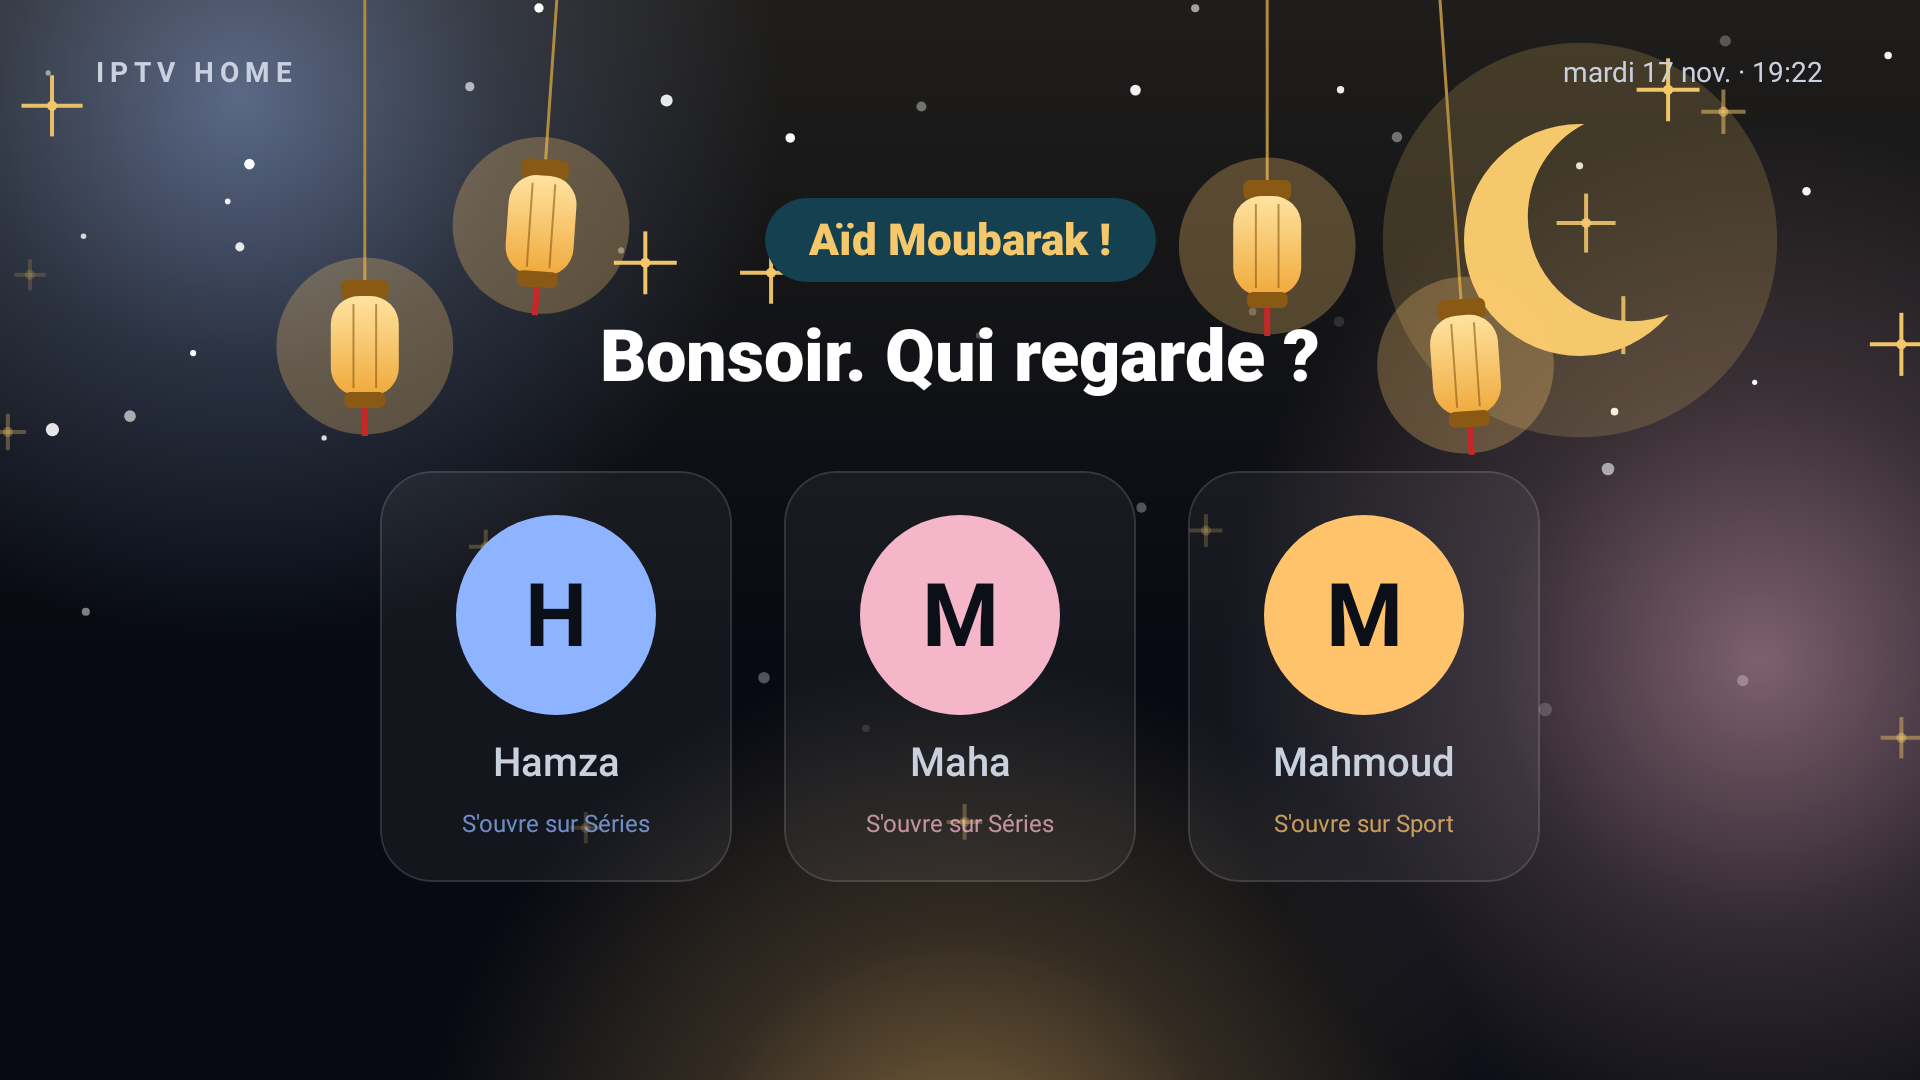 IPTV HOME
mardi 17 nov. · 19:22
Aïd Moubarak !
Bonsoir. Qui regarde ?
H
M
M
Hamza
Maha
Mahmoud
S'ouvre sur Séries
S'ouvre sur Séries
S'ouvre sur Sport